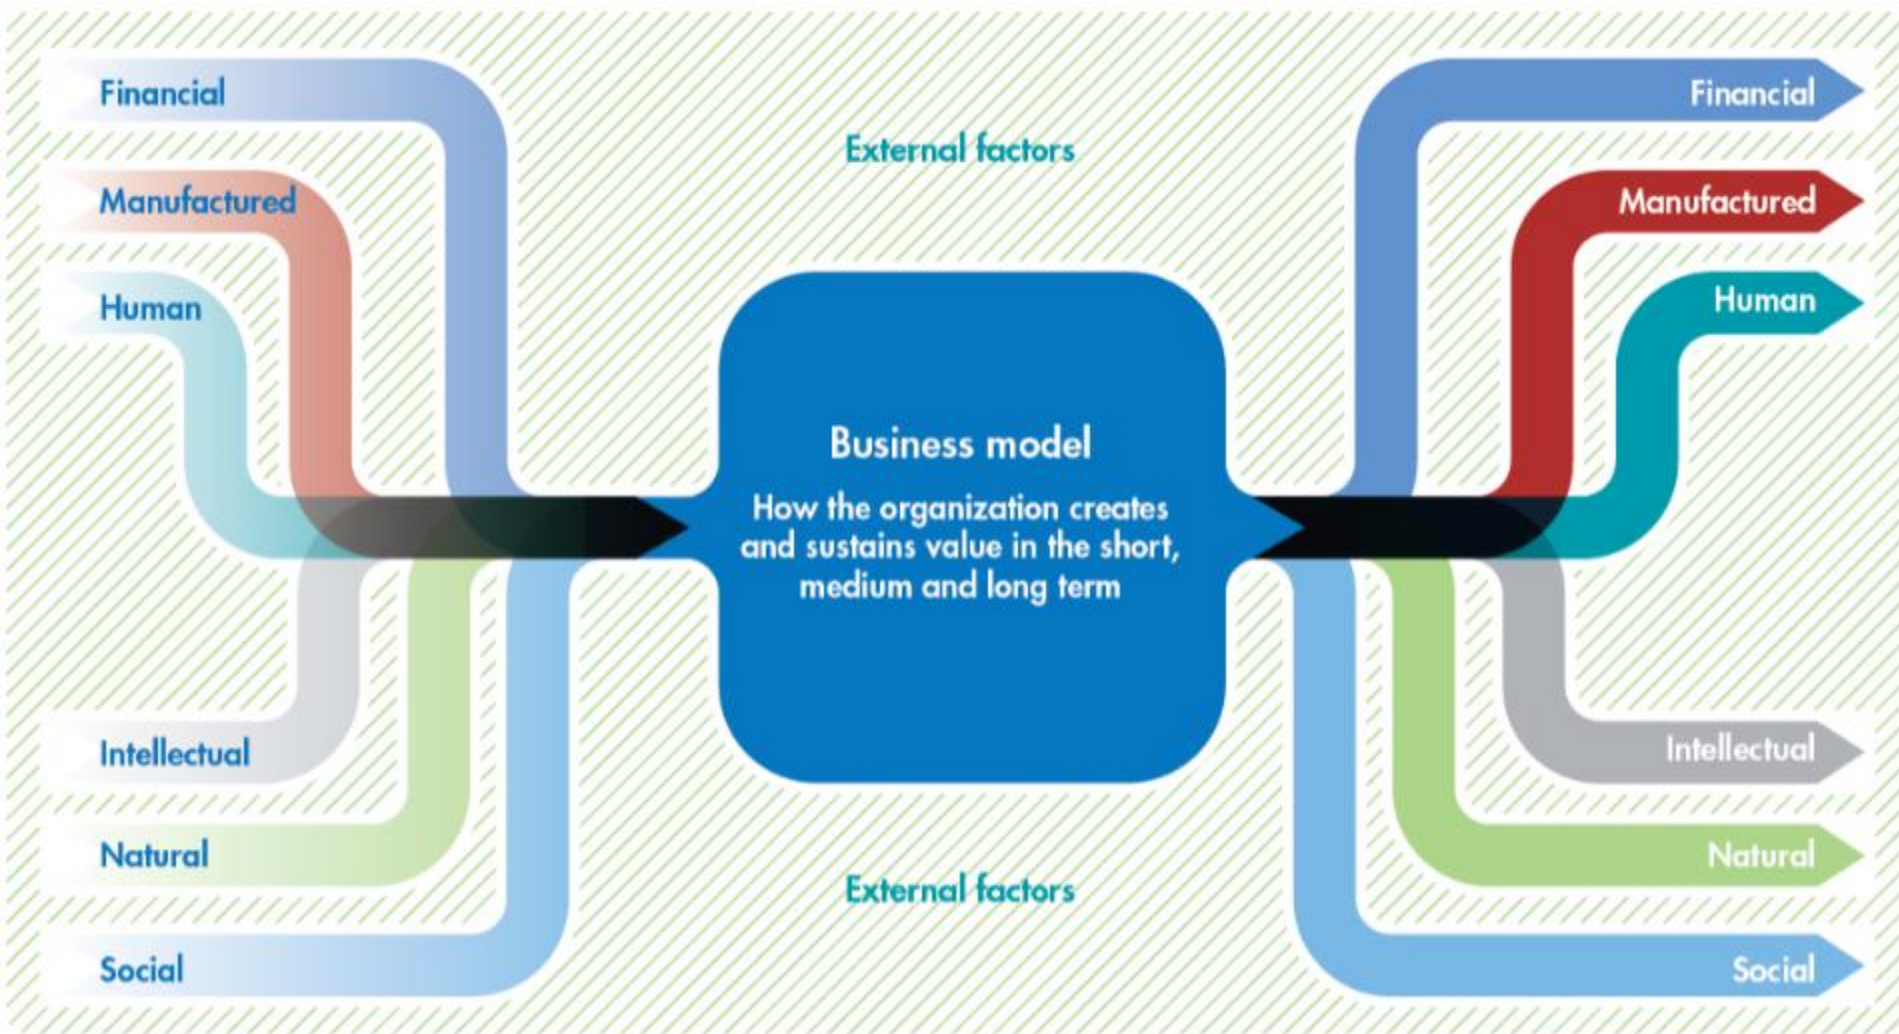 Financial
Manufactured
Human
Intellectual
Natural
Social
External factors
Business model
How the organization creates
and sustains value in the short,
medium and long term
External factors
Financial
Manufactured
Human
Intellectual
Natural
Social